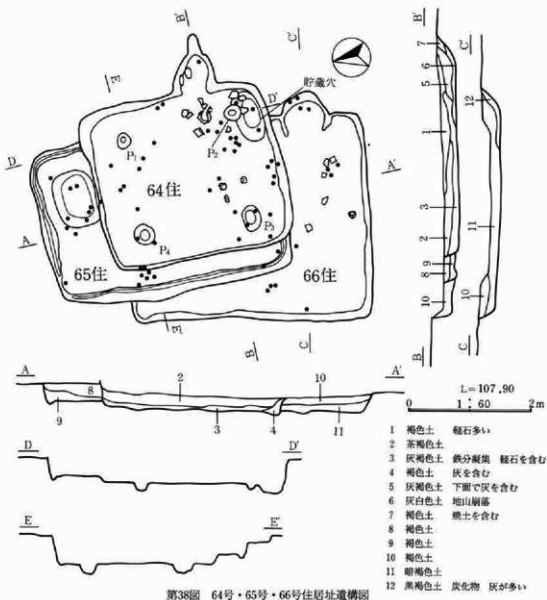 B'
C'
E
貯蔵穴
D'
P₁
P₂
D
64住
A'
P₃
P₄
A
65住
66住
E'
B
C
B'
C'
7
6
5
12
1
3
11
2
9
8
10
10
B
C
A
A'
8
2
10
9
3
4
11
L=107.90
0 1:60 2m
D
D'
E
E'
1 褐色土 軽石多い
2 茶褐色土
3 灰褐色土 鉄分凝集 軽石を含む
4 褐色土 灰を含む
5 灰褐色土 下面で灰を含む
6 灰白色土 地山崩落
7 褐色土 焼土を含む
8 褐色土
9 褐色土
10 褐色土
11 暗褐色土
12 黒褐色土 炭化物 灰が多い
第38図 64号・65号・66号住居址遺構図